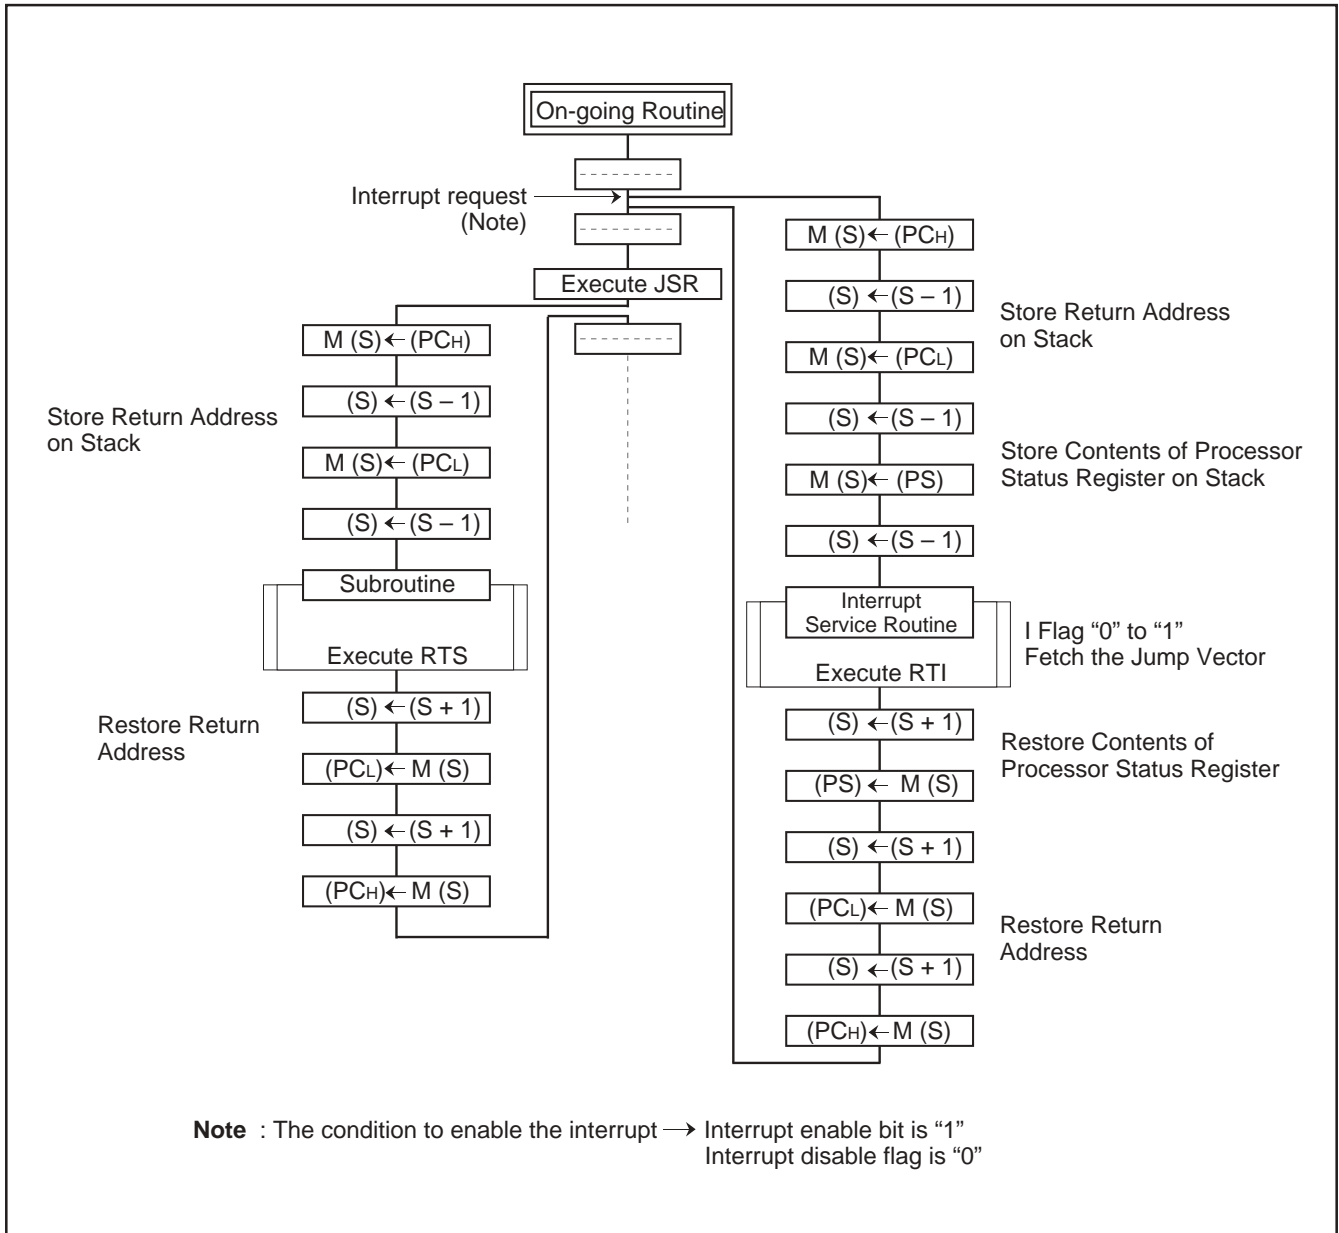 On-going Routine
Interrupt request
(Note)
Execute JSR
M (S) ← (PCH)
(S) ← (S – 1)
M (S) ← (PCL)
(S) ← (S – 1)
Store Return Address
on Stack
Subroutine
Execute RTS
(S) ← (S + 1)
(PCL) ← M (S)
(S) ← (S + 1)
(PCH) ← M (S)
Restore Return
Address
M (S) ← (PCH)
(S) ← (S – 1)
M (S) ← (PCL)
(S) ← (S – 1)
M (S) ← (PS)
(S) ← (S – 1)
Store Return Address
on Stack
Store Contents of Processor
Status Register on Stack
Interrupt
Service Routine
Execute RTI
I Flag “0” to “1”
Fetch the Jump Vector
(S) ← (S + 1)
(PS) ← M (S)
(S) ← (S + 1)
(PCL) ← M (S)
(S) ← (S + 1)
(PCH) ← M (S)
Restore Contents of
Processor Status Register
Restore Return
Address
Note : The condition to enable the interrupt → Interrupt enable bit is “1”
Interrupt disable flag is “0”